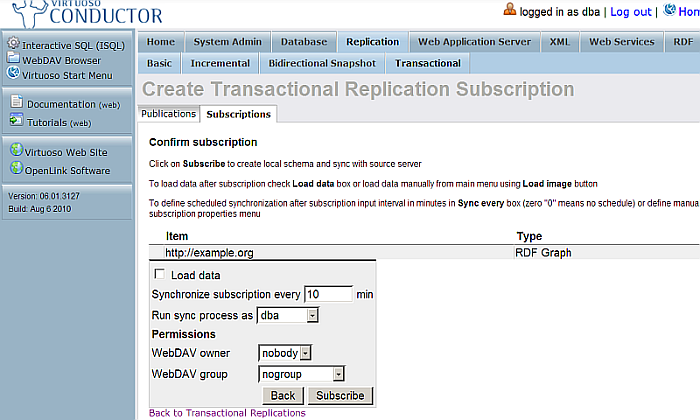 VIRTUOSO
CONDUCTOR
logged in as dba | Log out |
Home System Admin Database Replication Web Application Server XML Web Services RDF
Basic Incremental Bidirectional Snapshot Transactional
Interactive SQL (ISQL)
WebDAV Browser
Virtuoso Start Menu
Documentation (web)
Tutorials (web)
Virtuoso Web Site
OpenLink Software
Version: 06.01.3127
Build: Aug 6 2010
Create Transactional Replication Subscription
Publications Subscriptions
Confirm subscription
Click on Subscribe to create local schema and sync with source server
To load data after subscription check Load data box or load data manually from main menu using Load image button
To define scheduled synchronization after subscription input interval in minutes in Sync every box (zero "0" means no schedule) or define manua
subscription properties menu
Item Type
http://example.org RDF Graph
Load data
Synchronize subscription every 10 min
Run sync process as dba
Permissions
WebDAV owner nobody
WebDAV group nogroup
Back Subscribe
Back to Transactional Replications